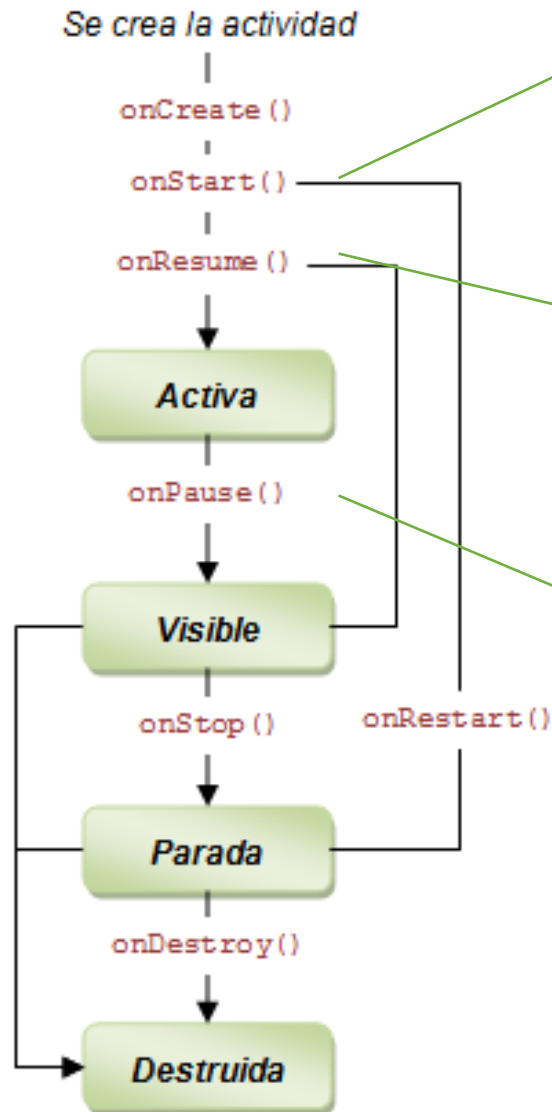 Se crea la actividad
onCreate()
onStart()
onResume()
Activa
onPause()
Visible
onStop()
onRestart()
Parada
onDestroy()
Destruida